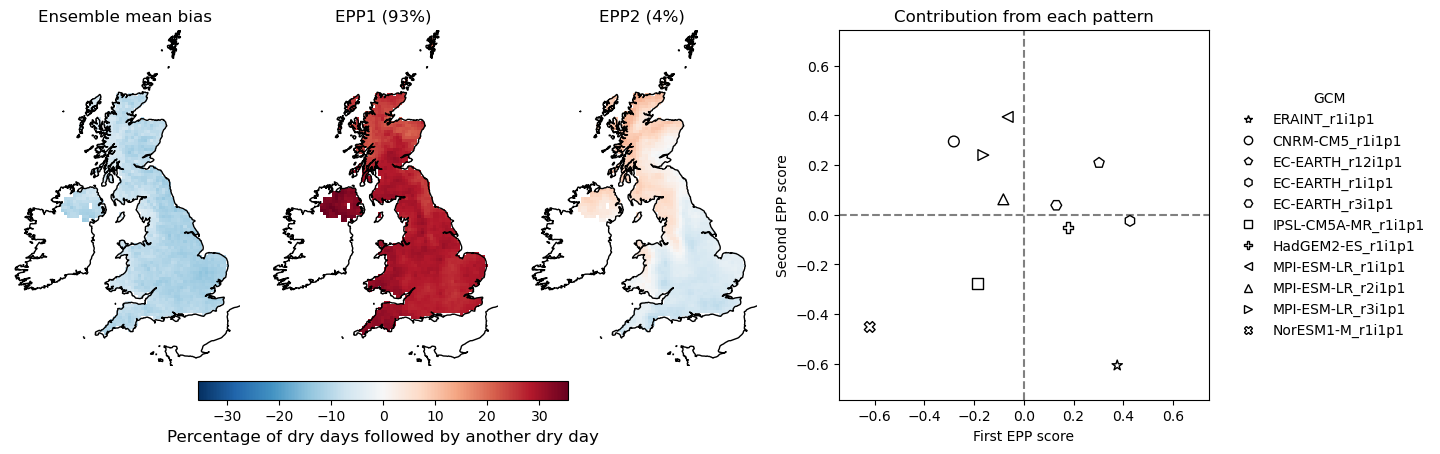 Ensemble mean bias
EPP1 (93%)
EPP2 (4%)
−30 −20 −10 0 10 20 30
Percentage of dry days followed by another dry day
Contribution from each pattern
Second EPP score
0.6
0.4
0.2
0.0
−0.2
−0.4
−0.6
−0.6 −0.4 −0.2 0.0 0.2 0.4 0.6
First EPP score
GCM
ERAINT_r1i1p1
CNRM-CM5_r1i1p1
EC-EARTH_r12i1p1
EC-EARTH_r1i1p1
EC-EARTH_r3i1p1
IPSL-CM5A-MR_r1i1p1
HadGEM2-ES_r1i1p1
MPI-ESM-LR_r1i1p1
MPI-ESM-LR_r2i1p1
MPI-ESM-LR_r3i1p1
NorESM1-M_r1i1p1